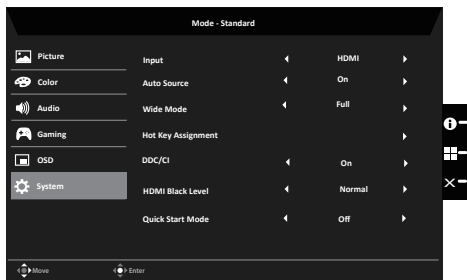 Mode - Standard
Picture
Color
Audio
Gaming
OSD
System
Input HDMI
Auto Source On
Wide Mode Full
Hot Key Assignment
DDC/CI On
HDMI Black Level Normal
Quick Start Mode Off
Move Enter